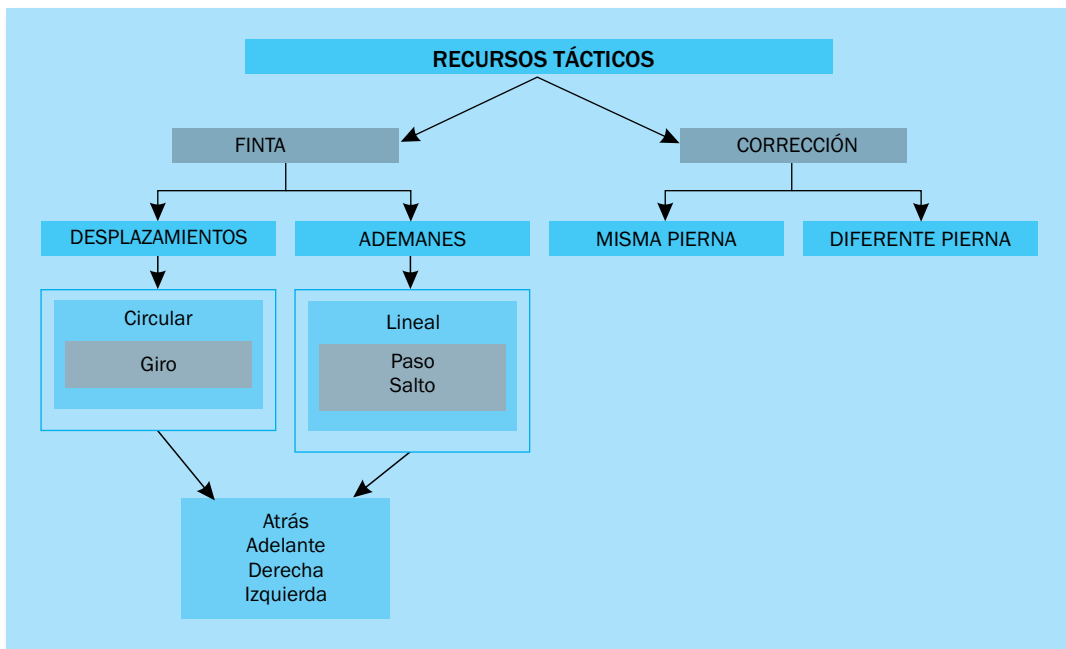 RECURSOS TÁCTICOS
FINTA
CORRECCIÓN
DESPLAZAMIENTOS
ADEMANES
MISMA PIERNA
DIFERENTE PIERNA
Circular
Giro
Lineal
Paso
Salto
Atrás
Adelante
Derecha
Izquierda